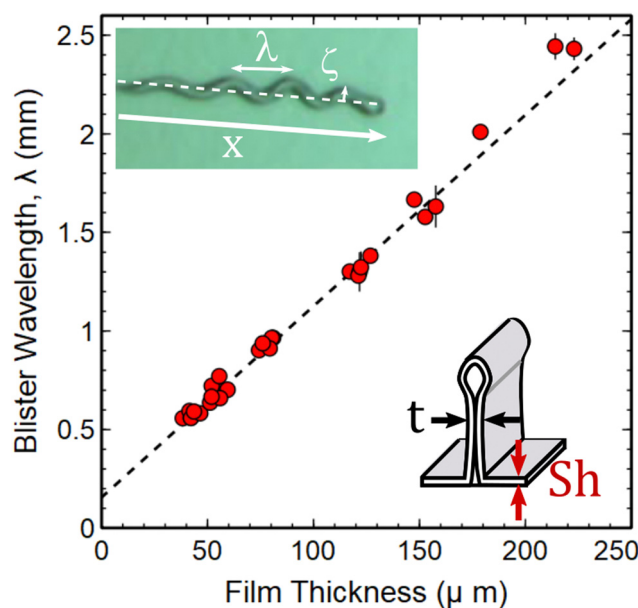 2.5
2
1.5
1
0.5
0
0
50
100
150
200
250
Blister Wavelength, λ (mm)
Film Thickness (μ m)
λ
ζ
x
t
Sh